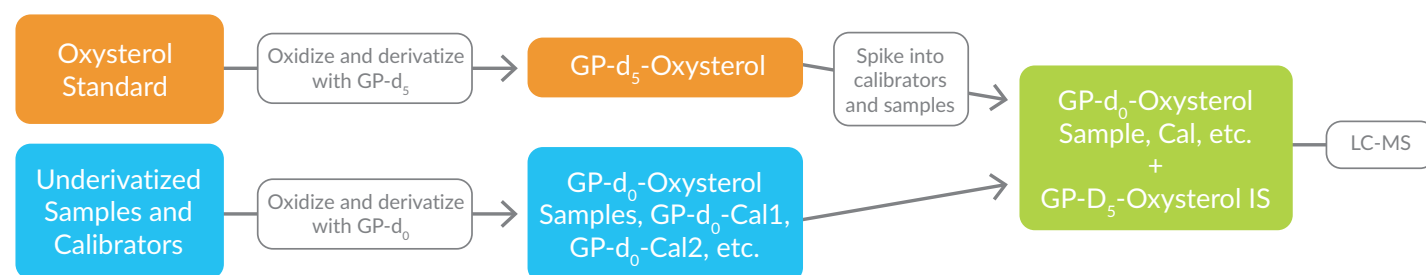 Oxysterol
Standard
Oxidize and derivatize
with GP-d₅
GP-d₅-Oxysterol
Spike into
calibrators
and samples
Underivatized
Samples and
Calibrators
Oxidize and derivatize
with GP-d₀
GP-d₀-Oxysterol
Samples, GP-d₀-Cal1,
GP-d₀-Cal2, etc.
GP-d₀-Oxysterol
Sample, Cal, etc.
+
GP-D₅-Oxysterol IS
LC-MS